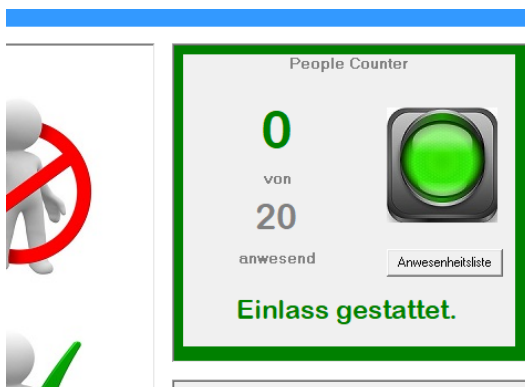 People Counter
0
von
20
anwesend
Anwesenheitsliste
Einlass gestattet.